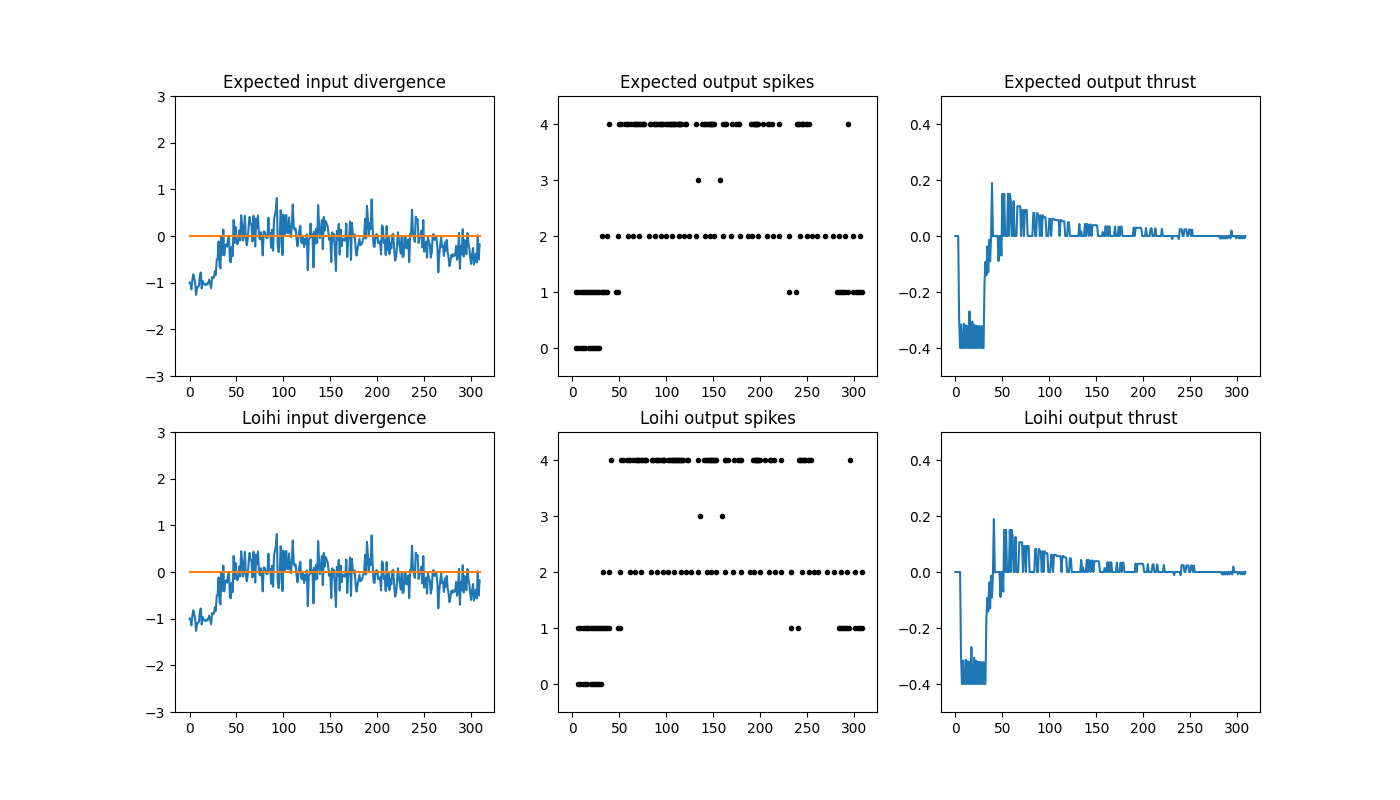 Expected input divergence
Expected output spikes
Expected output thrust
3
2
1
0
−1
−2
−3
0 50 100 150 200 250 300
4
3
2
1
0
0 50 100 150 200 250 300
0.4
0.2
0.0
−0.2
−0.4
0 50 100 150 200 250 300
Loihi input divergence
Loihi output spikes
Loihi output thrust
3
2
1
0
−1
−2
−3
0 50 100 150 200 250 300
4
3
2
1
0
0 50 100 150 200 250 300
0.4
0.2
0.0
−0.2
−0.4
0 50 100 150 200 250 300